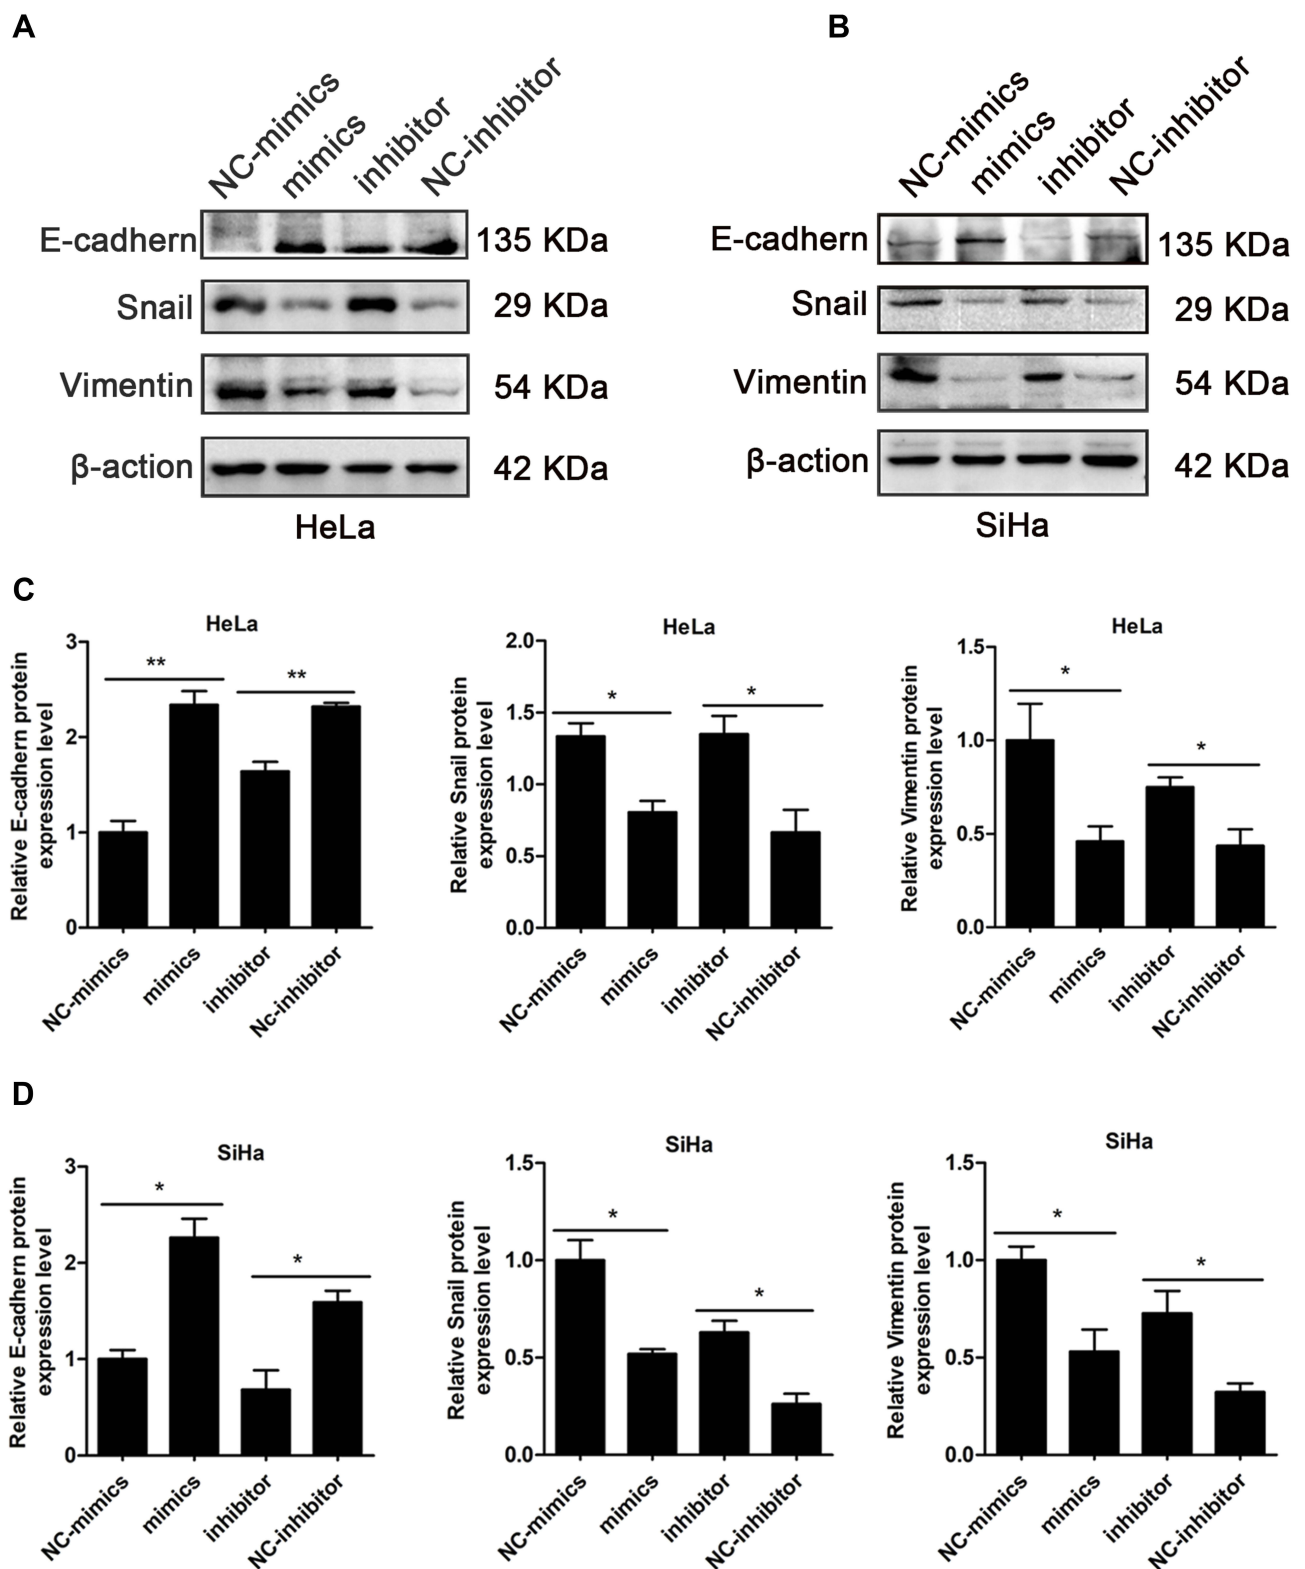 A
B
NC-mimics
mimics
inhibitor
NC-inhibitor
NC-mimics
mimics
inhibitor
NC-inhibitor
E-cadhern
135 KDa
E-cadhern
135 KDa
Snail
29 KDa
Snail
29 KDa
Vimentin
54 KDa
Vimentin
54 KDa
β-action
42 KDa
β-action
42 KDa
HeLa
SiHa
C
HeLa
Relative E-cadhern protein
expression level
3
2
1
0
**
**
NC-mimics
mimics
inhibitor
Nc-inhibitor
HeLa
Relative Snail protein
expression level
2.0
1.5
1.0
0.5
0.0
*
*
NC-mimics
mimics
inhibitor
NC-inhibitor
HeLa
Relative Vimentin protein
expression level
1.5
1.0
0.5
0.0
*
*
NC-mimics
mimics
inhibitor
NC-inhibitor
D
SiHa
Relative E-cadhern protein
expression level
3
2
1
0
*
*
NC-mimics
mimics
inhibitor
NC-inhibitor
SiHa
Relative Snail protein
expression level
1.5
1.0
0.5
0.0
*
*
NC-mimics
mimics
inhibitor
NC-inhibitor
SiHa
Relative Vimentin protein
expression level
1.5
1.0
0.5
0.0
*
*
NC-mimics
mimics
inhibitor
NC-inhibitor